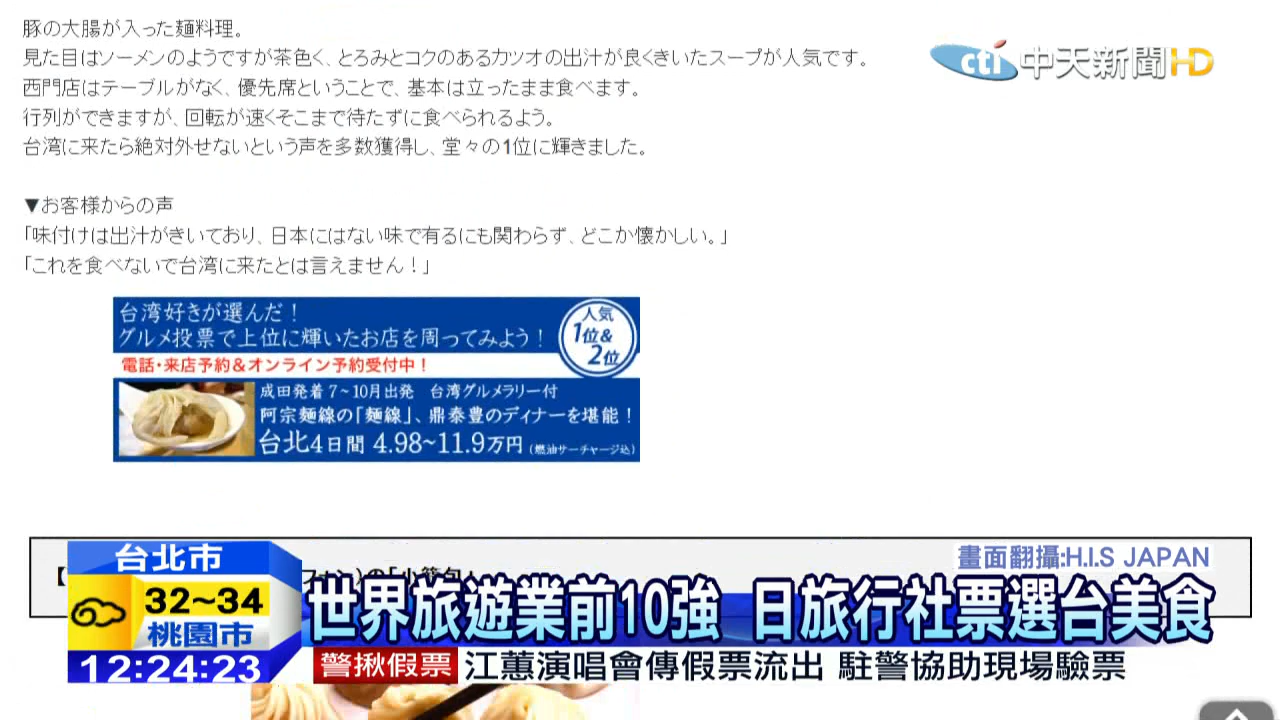 豚の大腸が入った麺料理。
見た目はソーメンのようですが茶色く、とろみとコクのあるカツオの出汁が良くきいたスープが人気です。
西門店はテーブルがなく、優先席ということで、基本は立ったまま食べます。
行列ができますが、回転が速くそこまで待たずに食べられるよう。
台湾に来たら絶対外せないという声を多数獲得し、堂々の1位に輝きました。
▼お客様からの声
「味付けは出汁がきいており、日本にはない味で有るにも関わらず、どこか懐かしい。」
「これを食べないで台湾に来たとは言えません！」
cti 中天新聞HD
台湾好きが選んだ！
グルメ投票で上位に輝いたお店を周ってみよう！
人気
1位&
2位
電話・来店予約＆オンライン予約受付中！
成田発着 7～10月出発　台湾グルメラリー付
阿宗麺線の「麺線」、鼎泰豊のディナーを堪能！
台北4日間 4.98~11.9万円 (燃油サーチャージ込)
畫面翻攝:H.I.S JAPAN
台北市
32~34
桃園市
12:24:23
世界旅遊業前10強 日旅行社票選台美食
警揪假票 江蕙演唱會傳假票流出 駐警協助現場驗票